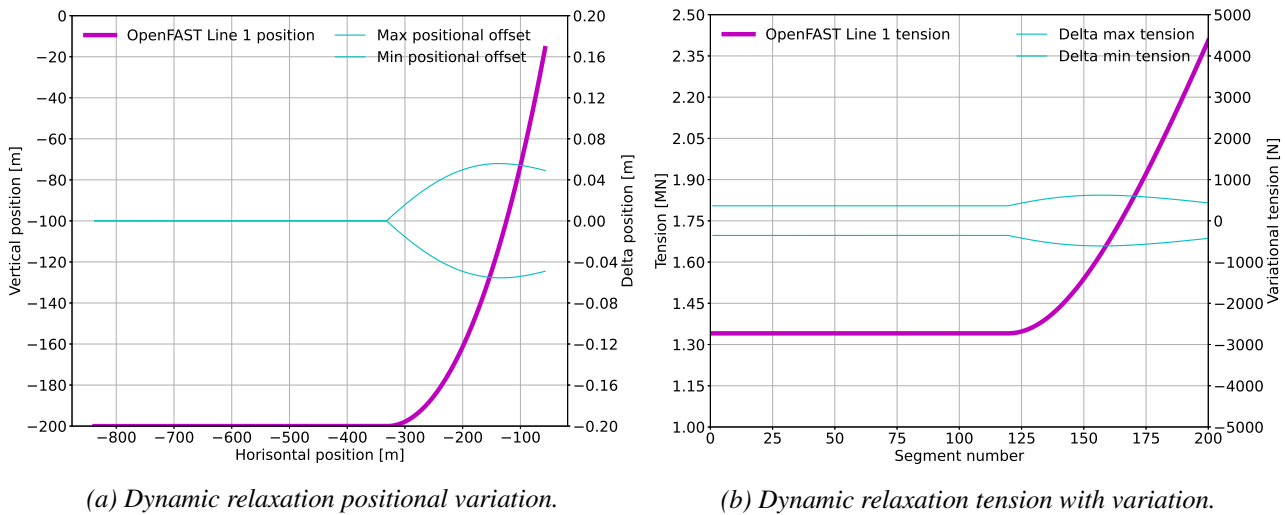 OpenFAST Line 1 position
Max positional offset
Min positional offset
0
−20
−40
−60
−80
−100
−120
−140
−160
−180
−200
Vertical position [m]
0.20
0.16
0.12
0.08
0.04
0.00
−0.04
−0.08
−0.12
−0.16
−0.20
Delta position [m]
−800 −700 −600 −500 −400 −300 −200 −100
Horisontal position [m]
(a) Dynamic relaxation positional variation.
OpenFAST Line 1 tension
Delta max tension
Delta min tension
2.50
2.35
2.20
2.05
1.90
1.75
1.60
1.45
1.30
1.15
1.00
Tension [MN]
5000
4000
3000
2000
1000
0
−1000
−2000
−3000
−4000
−5000
Variational tension [N]
0 25 50 75 100 125 150 175 200
Segment number
(b) Dynamic relaxation tension with variation.